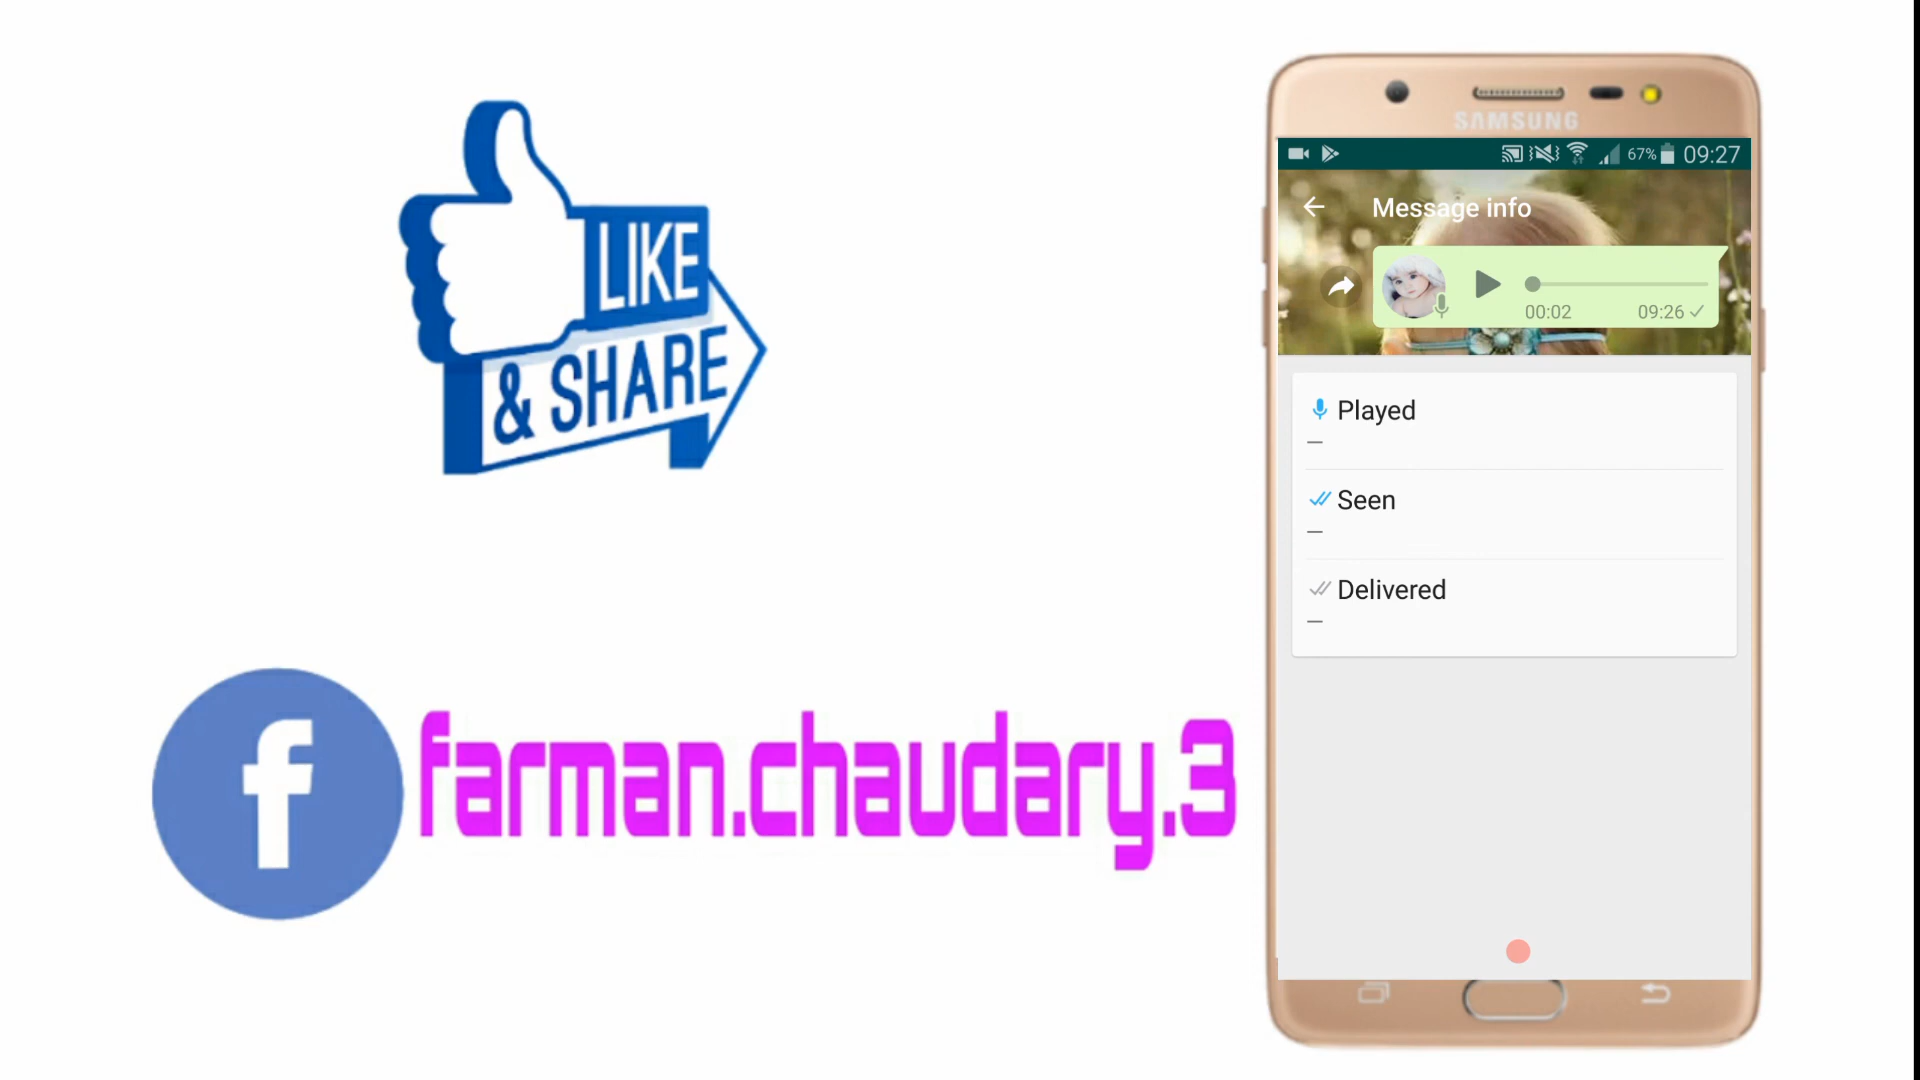 LIKE
& SHARE
f farman.chaudary.3
SAMSUNG
67% 09:27
Message info
00:02 09:26
Played
—
Seen
—
Delivered
—